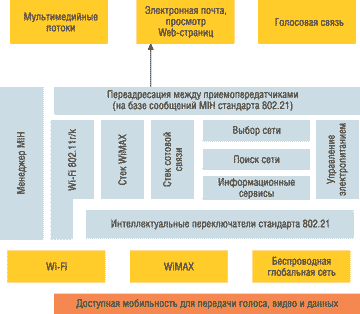 Мультимедийные
потоки
Электронная почта,
просмотр
Web-страниц
Голосовая связь
Переадресация между приемопередатчиками
(на базе сообщений MIH стандарта 802.21)
Менеджер MIH
Wi-Fi 802.11r/k
Стек WiMAX
Стек сотовой
связи
Выбор сети
Поиск сети
Информационные
сервисы
Управление
электропитанием
Интеллектуальные переключатели стандарта 802.21
Wi-Fi
WiMAX
Беспроводная
глобальная сеть
Доступная мобильность для передачи голоса, видео и данных